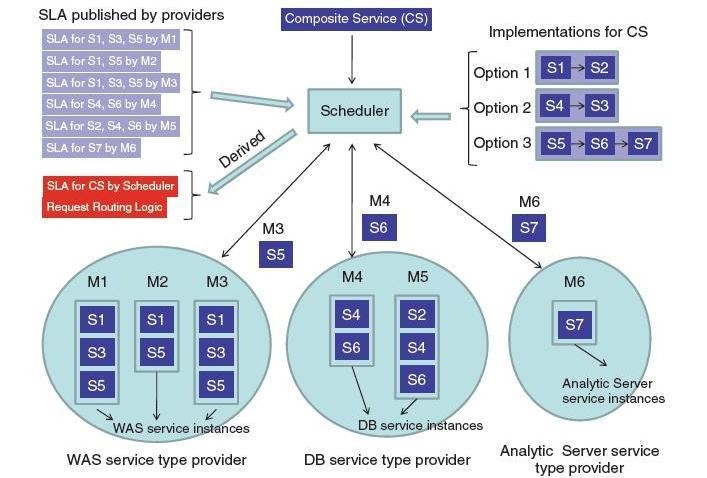 SLA published by providers
SLA for S1, S3, S5 by M1
SLA for S1, S5 by M2
SLA for S1, S3, S5 by M3
SLA for S4, S6 by M4
SLA for S2, S4, S6 by M5
SLA for S7 by M6
SLA for CS by Scheduler
Request Routing Logic
Composite Service (CS)
Scheduler
Derived
Implementations for CS
Option 1 S1 S2
Option 2 S4 S3
Option 3 S5 S6 S7
M3
S5
M4
S6
M6
S7
M1 M2 M3
S1 S1 S1
S3 S5 S3
S5 S5
WAS service instances
WAS service type provider
M4 M5
S4 S2
S6 S4
S6
DB service instances
DB service type provider
M6
S7
Analytic Server
service instances
Analytic Server service
type provider